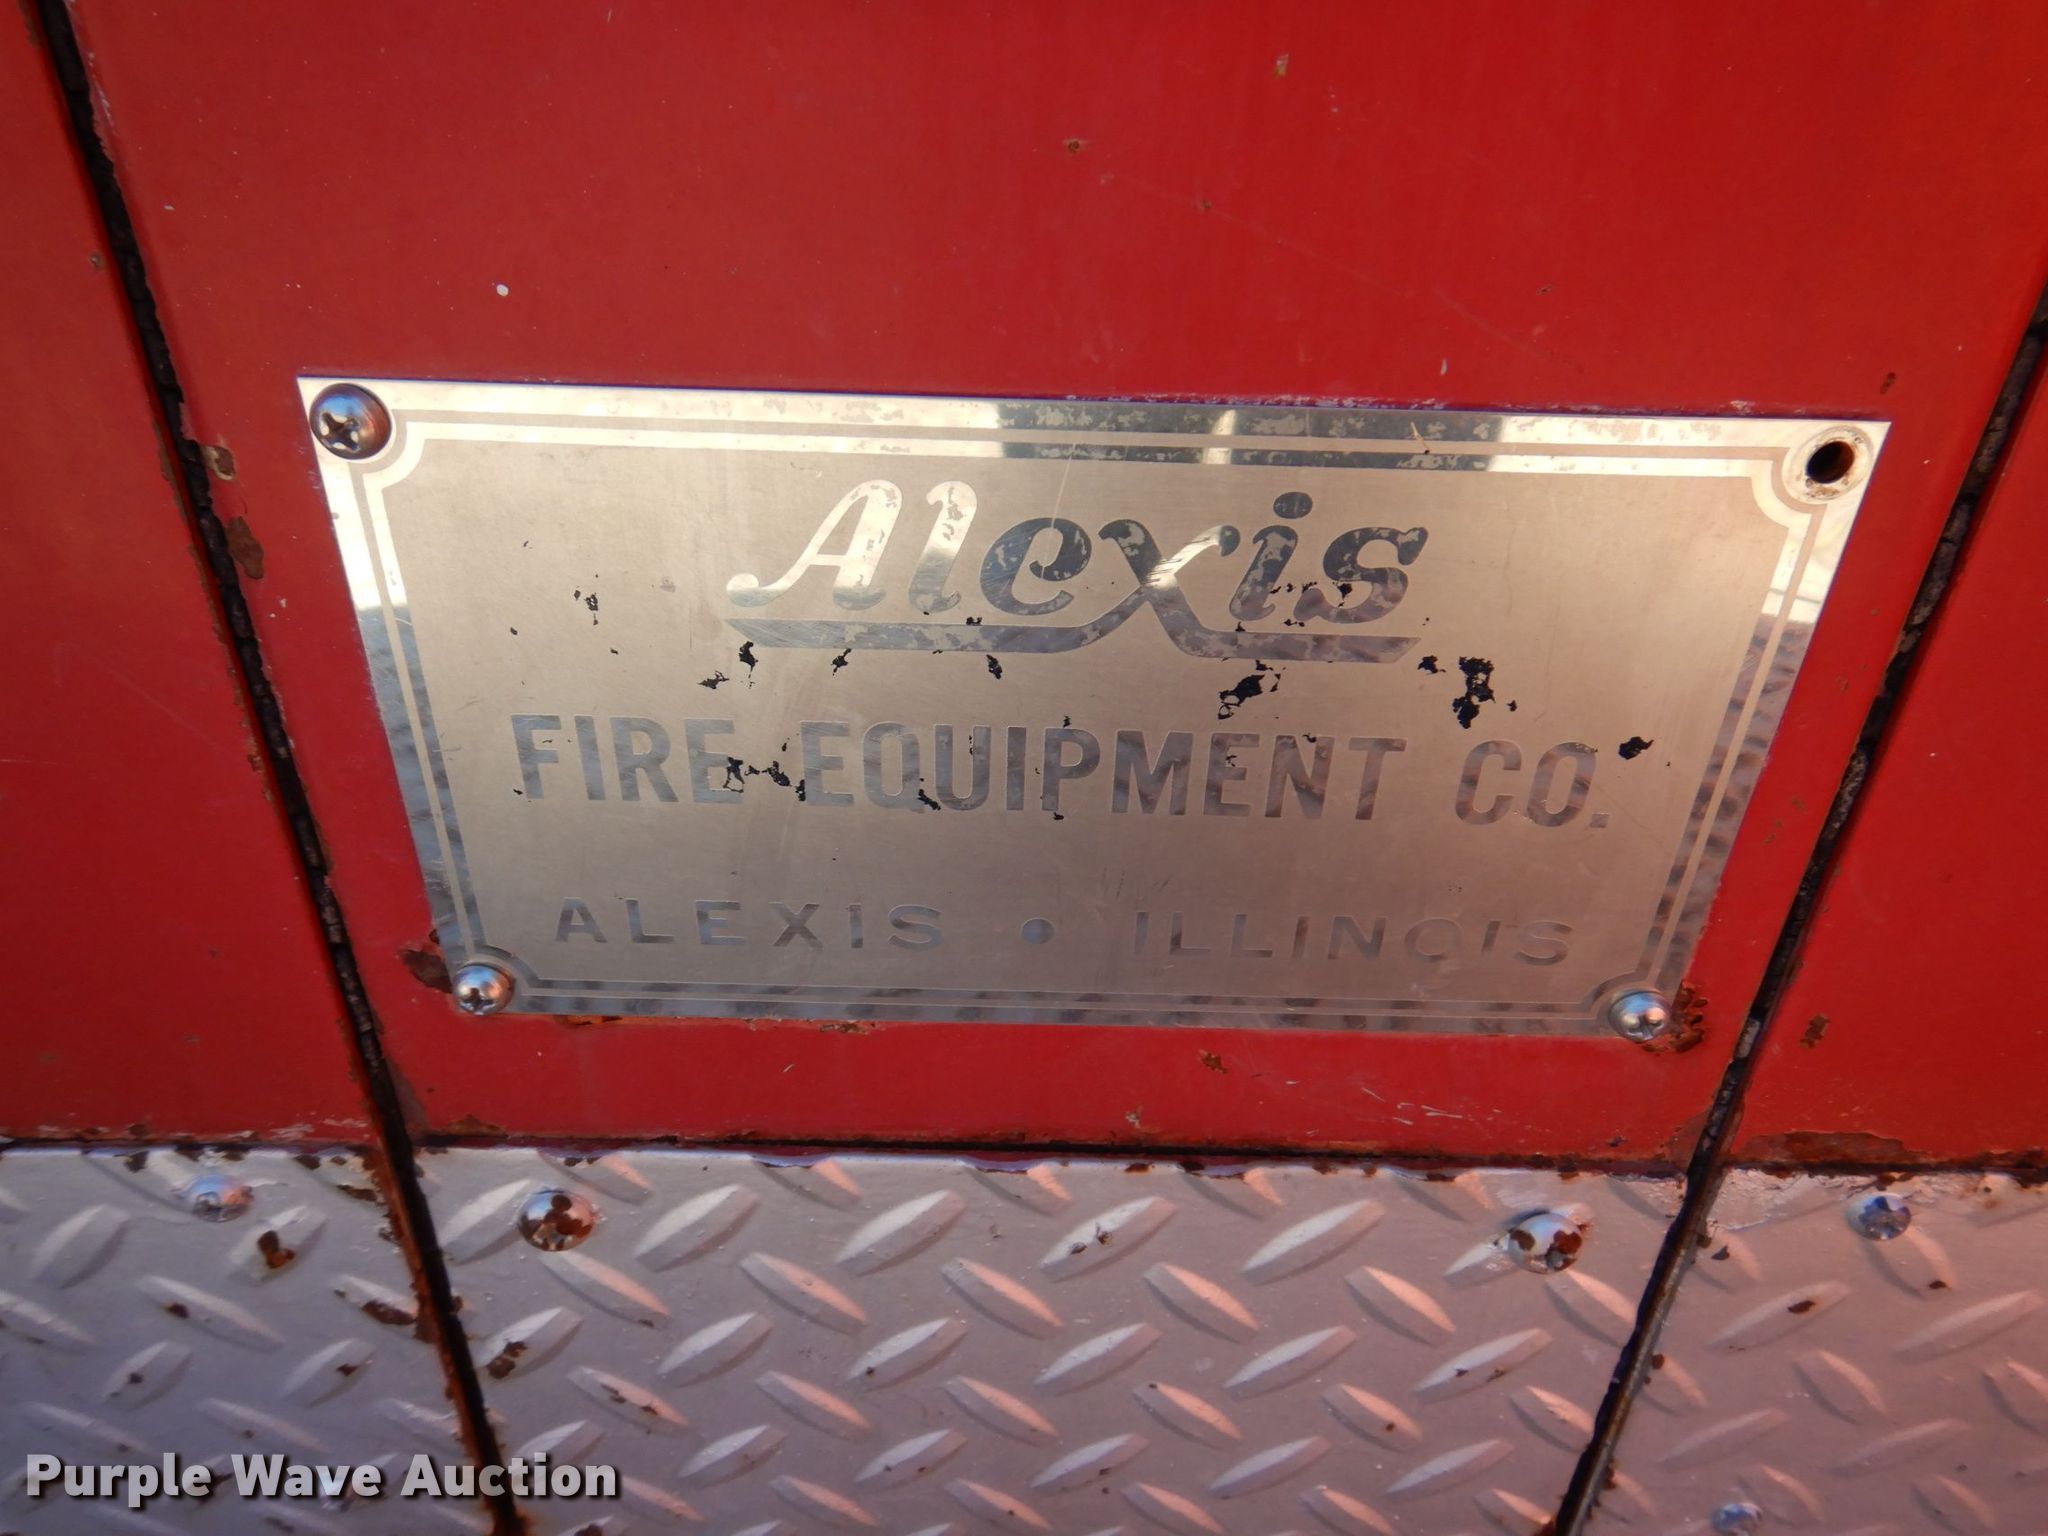 Alexis
FIRE EQUIPMENT CO.
ALEXIS • ILLINOIS
Purple Wave Auction